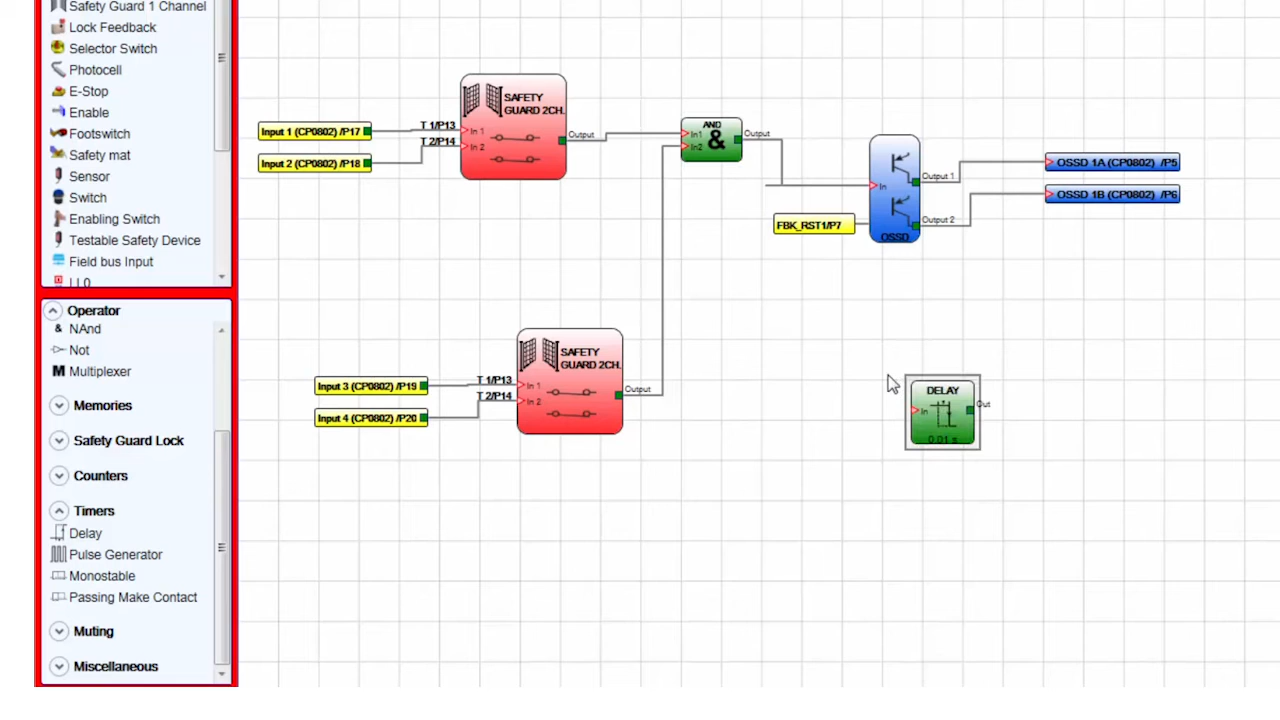 Safety Guard 1 Channel
Lock Feedback
Selector Switch
Photocell
E-Stop
Enable
Footswitch
Safety mat
Sensor
Switch
Enabling Switch
Testable Safety Device
Field bus Input
LL0
Operator
& NAnd
Not
M Multiplexer
Memories
Safety Guard Lock
Counters
Timers
Delay
Pulse Generator
Monostable
Passing Make Contact
Muting
Miscellaneous
Input 1 (CP0802) /P17
Input 2 (CP0802) /P18
T 1/P13
T 2/P14
SAFETY
GUARD 2CH.
In 1
In 2
Output
AND
&
In1
In2
Output
In
Output 1
Output 2
OSSD
FBK_RST1/P7
OSSD 1A (CP0802) /P5
OSSD 1B (CP0802) /P6
Input 3 (CP0802) /P19
Input 4 (CP0802) /P20
T 1/P13
T 2/P14
SAFETY
GUARD 2CH.
In 1
In 2
Output
DELAY
In
Out
0.01 s